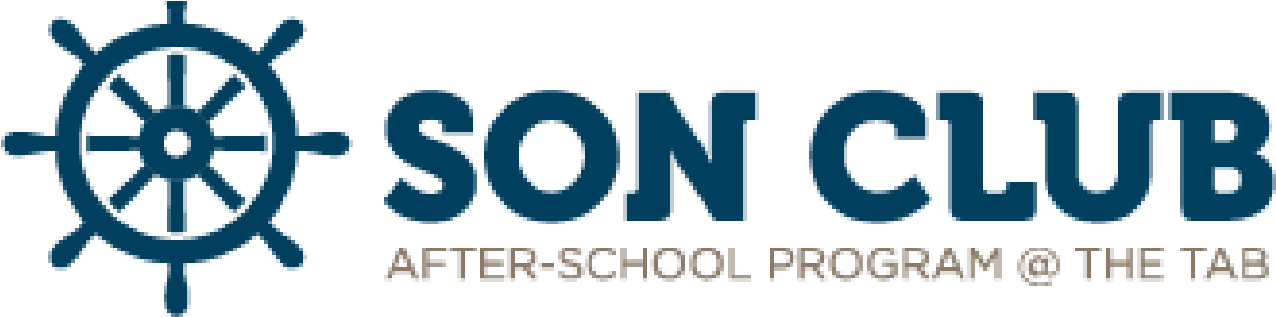 SON CLUB
AFTER-SCHOOL PROGRAM @ THE TAB